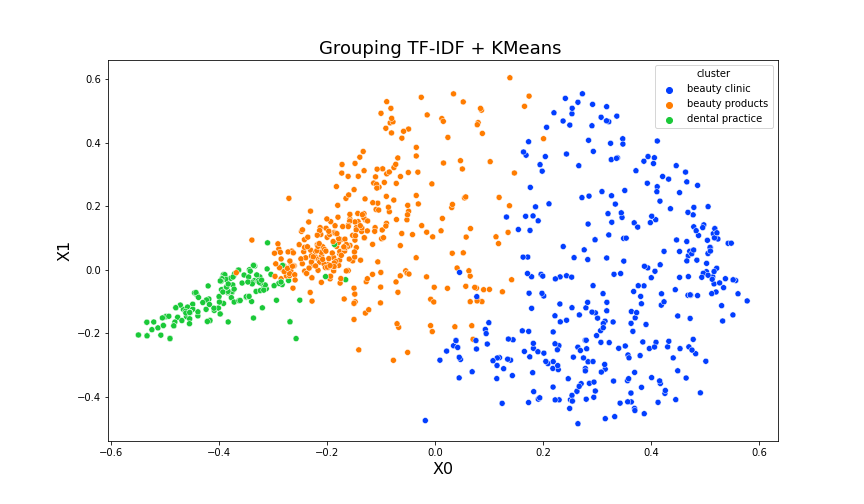 Grouping TF-IDF + KMeans
cluster
beauty clinic
beauty products
dental practice
X1
0.6
0.4
0.2
0.0
−0.2
−0.4
−0.6 −0.4 −0.2 0.0 0.2 0.4 0.6
X0